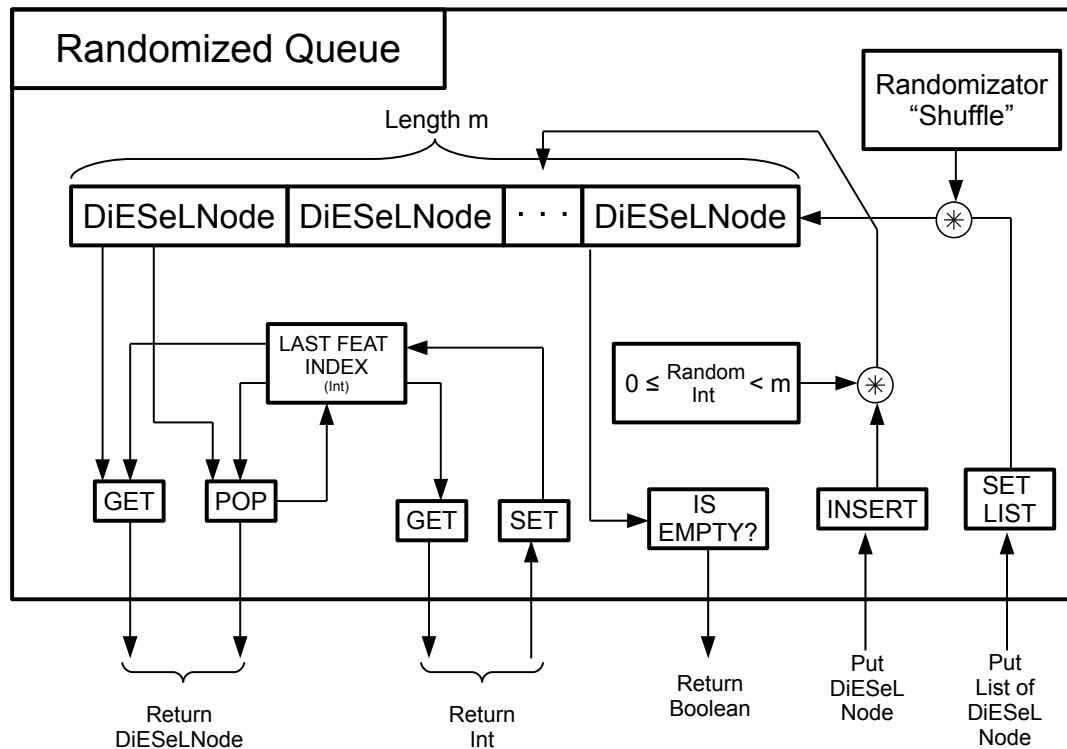 Randomized Queue
Randomizator
“Shuffle”
Length m
DiESeLNode
DiESeLNode
. . .
DiESeLNode
LAST FEAT
INDEX
(Int)
0 ≤ Random Int < m
GET
POP
GET
SET
IS
EMPTY?
INSERT
SET
LIST
Return
DiESeLNode
Return
Int
Return
Boolean
Put
DiESeL
Node
Put
List of
DiESeL
Node